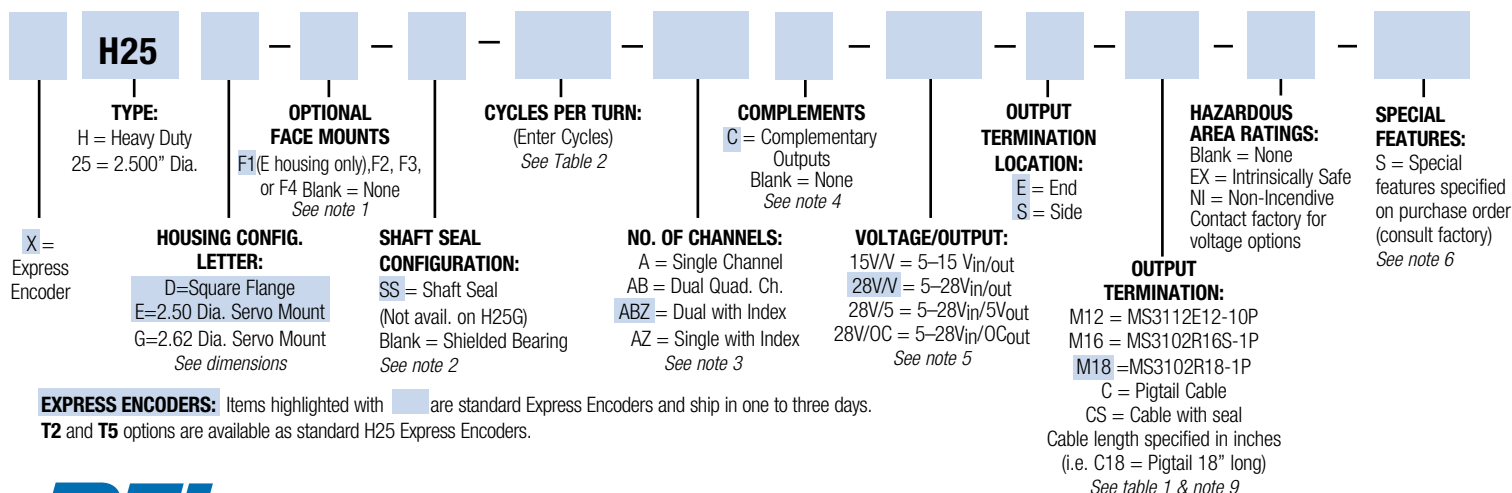 H25
TYPE:
H = Heavy Duty
25 = 2.500" Dia.
OPTIONAL
FACE MOUNTS
F1(E housing only),F2, F3,
or F4 Blank = None
See note 1
CYCLES PER TURN:
(Enter Cycles)
See Table 2
COMPLEMENTS
C = Complementary
Outputs
Blank = None
See note 4
OUTPUT
TERMINATION
LOCATION:
E = End
S = Side
HAZARDOUS
AREA RATINGS:
Blank = None
EX = Intrinsically Safe
NI = Non-Incendive
Contact factory for
voltage options
SPECIAL
FEATURES:
S = Special
features specified
on purchase order
(consult factory)
See note 6
X =
Express
Encoder
HOUSING CONFIG.
LETTER:
D=Square Flange
E=2.50 Dia. Servo Mount
G=2.62 Dia. Servo Mount
See dimensions
SHAFT SEAL
CONFIGURATION:
SS = Shaft Seal
(Not avail. on H25G)
Blank = Shielded Bearing
See note 2
NO. OF CHANNELS:
A = Single Channel
AB = Dual Quad. Ch.
ABZ = Dual with Index
AZ = Single with Index
See note 3
VOLTAGE/OUTPUT:
15V/V = 5–15 Vin/out
28V/V = 5–28Vin/out
28V/5 = 5–28Vin/5Vout
28V/OC = 5–28Vin/OCout
See note 5
OUTPUT
TERMINATION:
M12 = MS3112E12-10P
M16 = MS3102R16S-1P
M18 =MS3102R18-1P
C = Pigtail Cable
CS = Cable with seal
Cable length specified in inches
(i.e. C18 = Pigtail 18" long)
See table 1 & note 9
EXPRESS ENCODERS: Items highlighted with are standard Express Encoders and ship in one to three days.
T2 and T5 options are available as standard H25 Express Encoders.